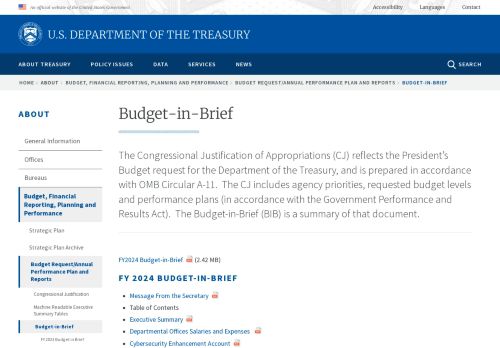 An official website of the United States Government
Accessibility Languages Contact
U.S. DEPARTMENT OF THE TREASURY
ABOUT TREASURY POLICY ISSUES DATA SERVICES NEWS SEARCH
HOME › ABOUT › BUDGET, FINANCIAL REPORTING, PLANNING AND PERFORMANCE › BUDGET REQUEST/ANNUAL PERFORMANCE PLAN AND REPORTS › BUDGET-IN-BRIEF
ABOUT
General Information
Offices
Bureaus
Budget, Financial
Reporting, Planning and
Performance
Strategic Plan
Strategic Plan Archive
Budget Request/Annual
Performance Plan and
Reports
Congressional Justification
Machine Readable Executive
Summary Tables
Budget-in-Brief
FY 2023 Budget in Brief
Budget-in-Brief
The Congressional Justification of Appropriations (CJ) reflects the President's
Budget request for the Department of the Treasury, and is prepared in accordance
with OMB Circular A-11. The CJ includes agency priorities, requested budget levels
and performance plans (in accordance with the Government Performance and
Results Act). The Budget-in-Brief (BIB) is a summary of that document.
FY2024 Budget-in-Brief (2.42 MB)
FY 2024 BUDGET-IN-BRIEF
Message From the Secretary
Table of Contents
Executive Summary
Departmental Offices Salaries and Expenses
Cybersecurity Enhancement Account